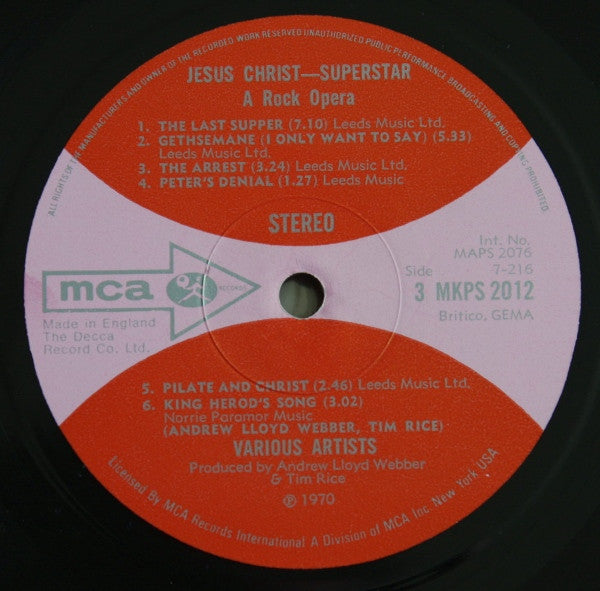 ALL RIGHTS OF THE MANUFACTURERS AND OWNER OF THE RECORDED WORK RESERVED UNAUTHORIZED PUBLIC PERFORMANCE BROADCASTING AND COPYING PROHIBITED.
JESUS CHRIST—SUPERSTAR
A Rock Opera
1. THE LAST SUPPER (7.10) Leeds Music Ltd.
2. GETHSEMANE (I ONLY WANT TO SAY) (5.33)
Leeds Music Ltd.
3. THE ARREST (3.24) Leeds Music Ltd.
4. PETER'S DENIAL (1.27) Leeds Music
STEREO
mca RECORDS
Made in England
The Decca
Record Co. Ltd.
Int. No.
MAPS 2076
Side 7-216
3 MKPS 2012
Britico, GEMA
5. PILATE AND CHRIST (2.46) Leeds Music Ltd.
6. KING HEROD'S SONG (3.02)
Norrie Paramor Music
(ANDREW LLOYD WEBBER, TIM RICE)
VARIOUS ARTISTS
Produced by Andrew Lloyd Webber
& Tim Rice
℗ 1970
Licensed By MCA Records International A Division of MCA Inc. New York USA